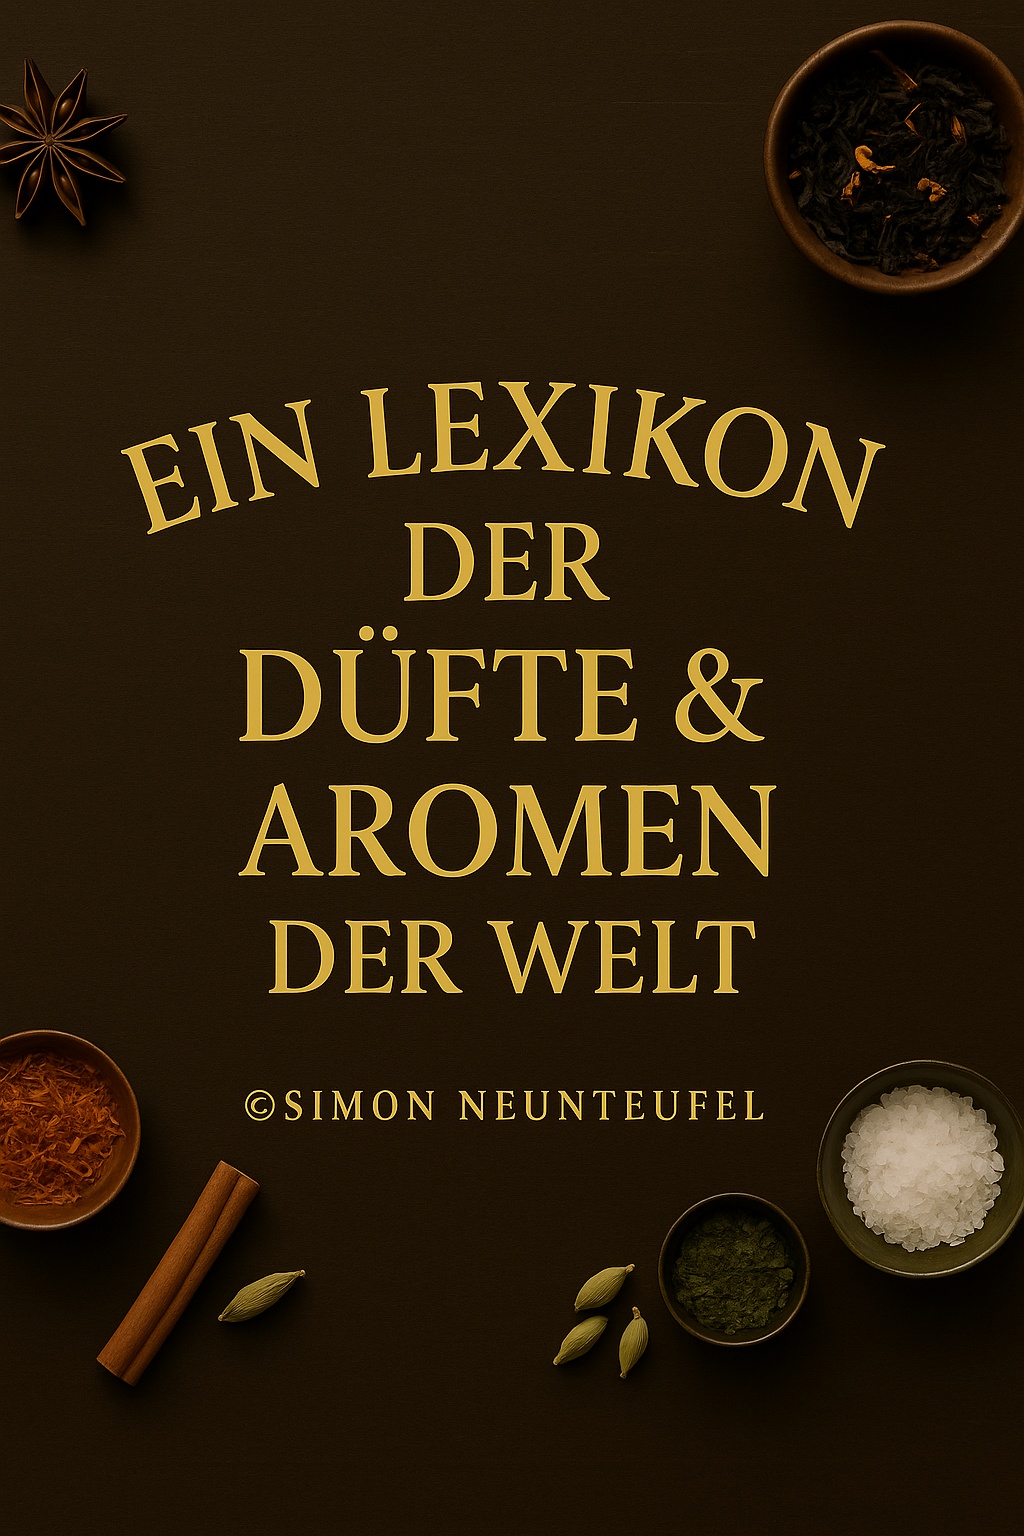 EIN LEXIKON
DER
DÜFTE &
AROMEN
DER WELT
©SIMON NEUNTEUFEL